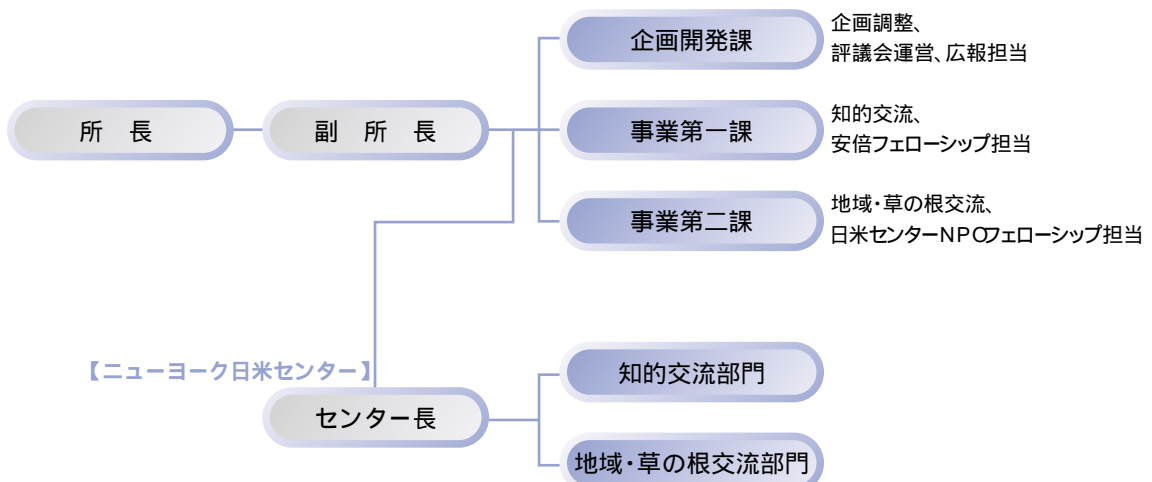 企画開発課
企画調整、
評議会運営、広報担当
所　長
副　所　長
事業第一課
知的交流、
安倍フェローシップ担当
事業第二課
地域・草の根交流、
日米センターNPOフェローシップ担当
【ニューヨーク日米センター】
センター長
知的交流部門
地域・草の根交流部門